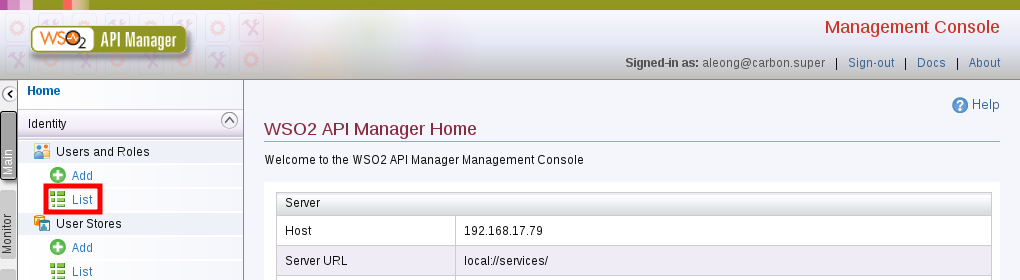 WSO2 API Manager
Management Console
Signed-in as: aleong@carbon.super | Sign-out | Docs | About
Home
Help
Identity
WSO2 API Manager Home
Users and Roles
Welcome to the WSO2 API Manager Management Console
Main
Add
List
Server
User Stores
Host 192.168.17.79
Monitor
Add
Server URL local://services/
List